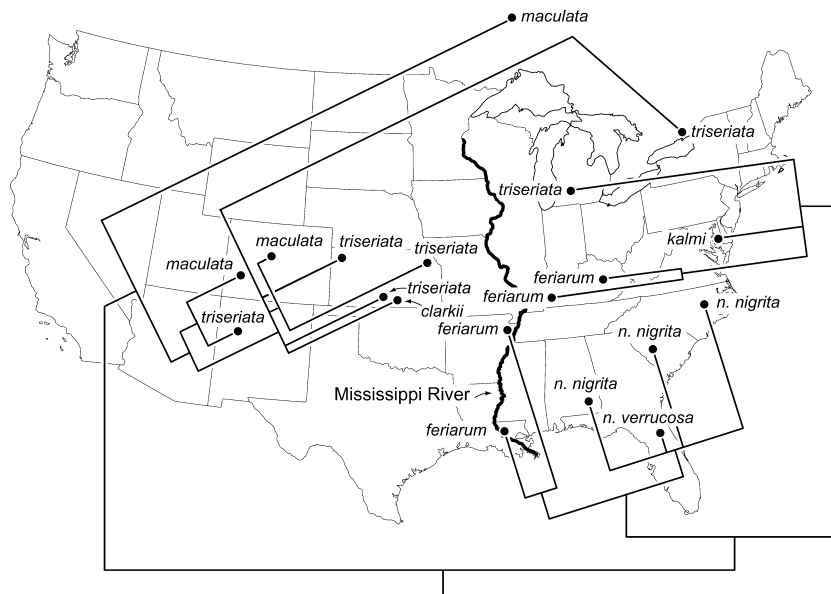 maculata
triseriata
triseriata
kalmi
maculata
triseriata
triseriata
maculata
feriarum
triseriata
feriarum
n. nigrita
clarkii
triseriata
feriarum
n. nigrita
n. nigrita
Mississippi River
n. verrucosa
feriarum